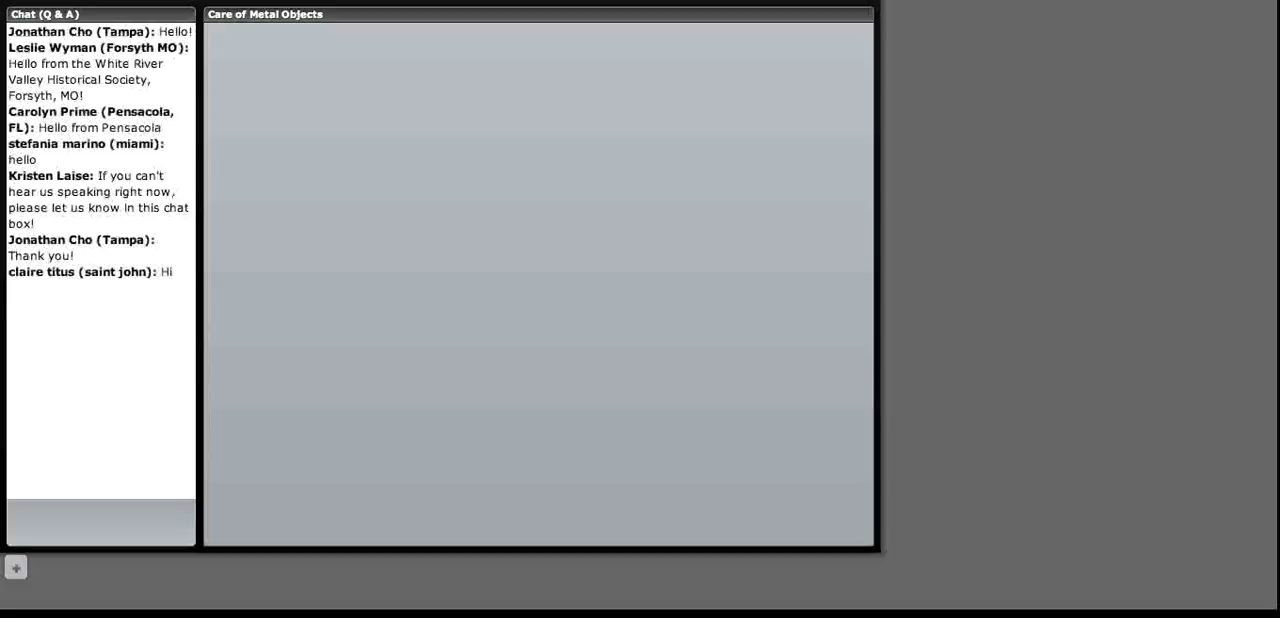 Chat (Q & A)
Jonathan Cho (Tampa): Hello!
Leslie Wyman (Forsyth MO):
Hello from the White River
Valley Historical Society,
Forsyth, MO!
Carolyn Prime (Pensacola,
FL): Hello from Pensacola
stefania marino (miami):
hello
Kristen Laise: If you can't
hear us speaking right now,
please let us know in this chat
box!
Jonathan Cho (Tampa):
Thank you!
claire titus (saint john): Hi
Care of Metal Objects
+